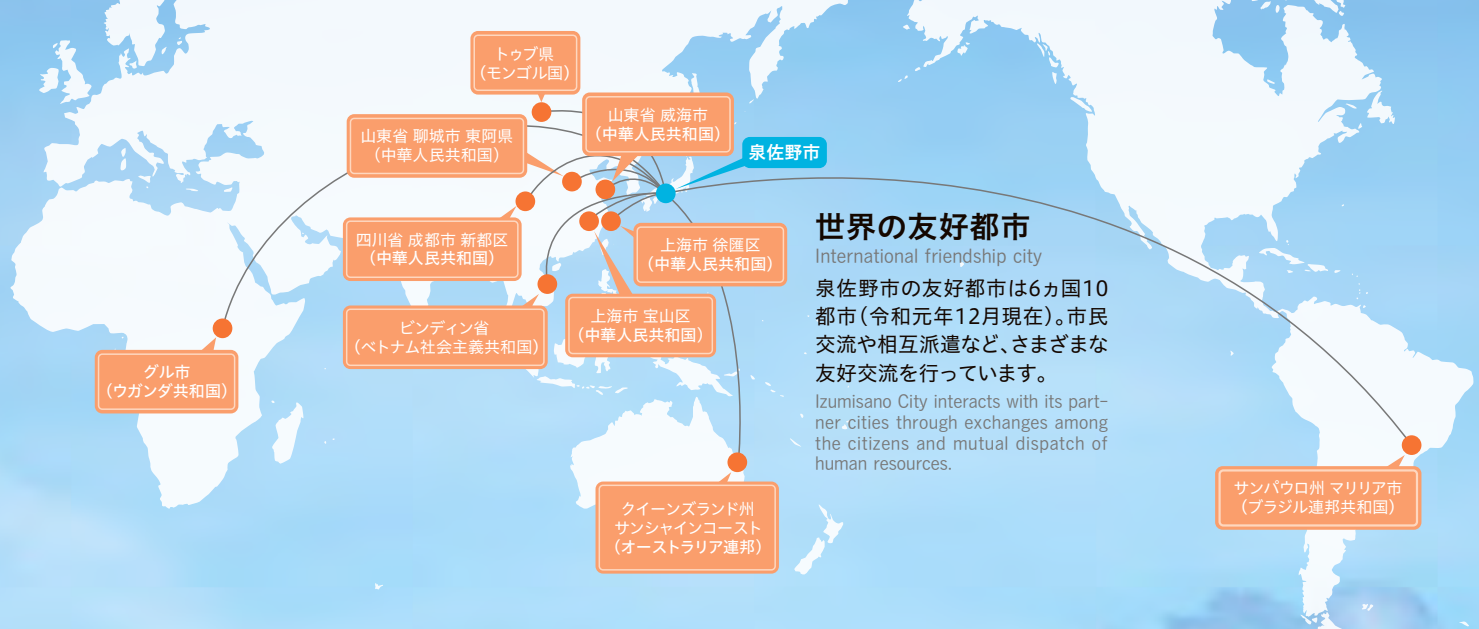 トゥブ県
(モンゴル国)
山東省 威海市
(中華人民共和国)
山東省 聊城市 東阿県
(中華人民共和国)
泉佐野市
四川省 成都市 新都区
(中華人民共和国)
上海市 徐匯区
(中華人民共和国)
ビンディン省
(ベトナム社会主義共和国)
上海市 宝山区
(中華人民共和国)
グル市
(ウガンダ共和国)
クイーンズランド州
サンシャインコースト
(オーストラリア連邦)
サンパウロ州 マリリア市
(ブラジル連邦共和国)
世界の友好都市
International friendship city
泉佐野市の友好都市は6ヵ国10
都市(令和元年12月現在)。市民
交流や相互派遣など、さまざまな
友好交流を行っています。
Izumisano City interacts with its part-
ner cities through exchanges among
the citizens and mutual dispatch of
human resources.